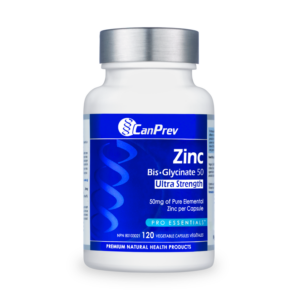 CanPrev
Zinc
Bis·Glycinate 50
Ultra Strength
50mg of Pure Elemental
Zinc per Capsule
PRO ESSENTIALS
120 VEGETABLE CAPSULES VÉGÉTALES
PREMIUM NATURAL HEALTH PRODUCTS